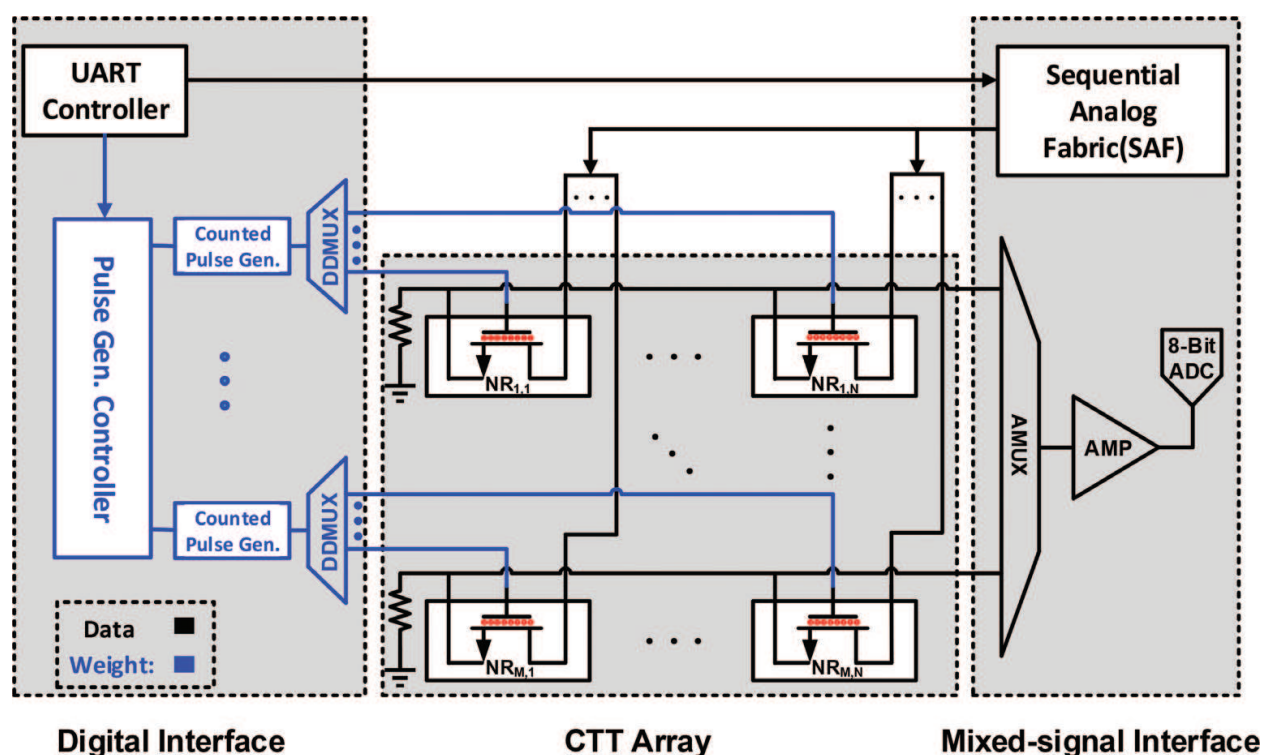 UART
Controller
Sequential
Analog
Fabric(SAF)
Pulse Gen. Controller
Counted
Pulse Gen.
DDMUX
NR1,1
NR1,N
8-Bit
ADC
AMUX
AMP
Counted
Pulse Gen.
DDMUX
NRM,1
NRM,N
Data
Weight:
Digital Interface
CTT Array
Mixed-signal Interface